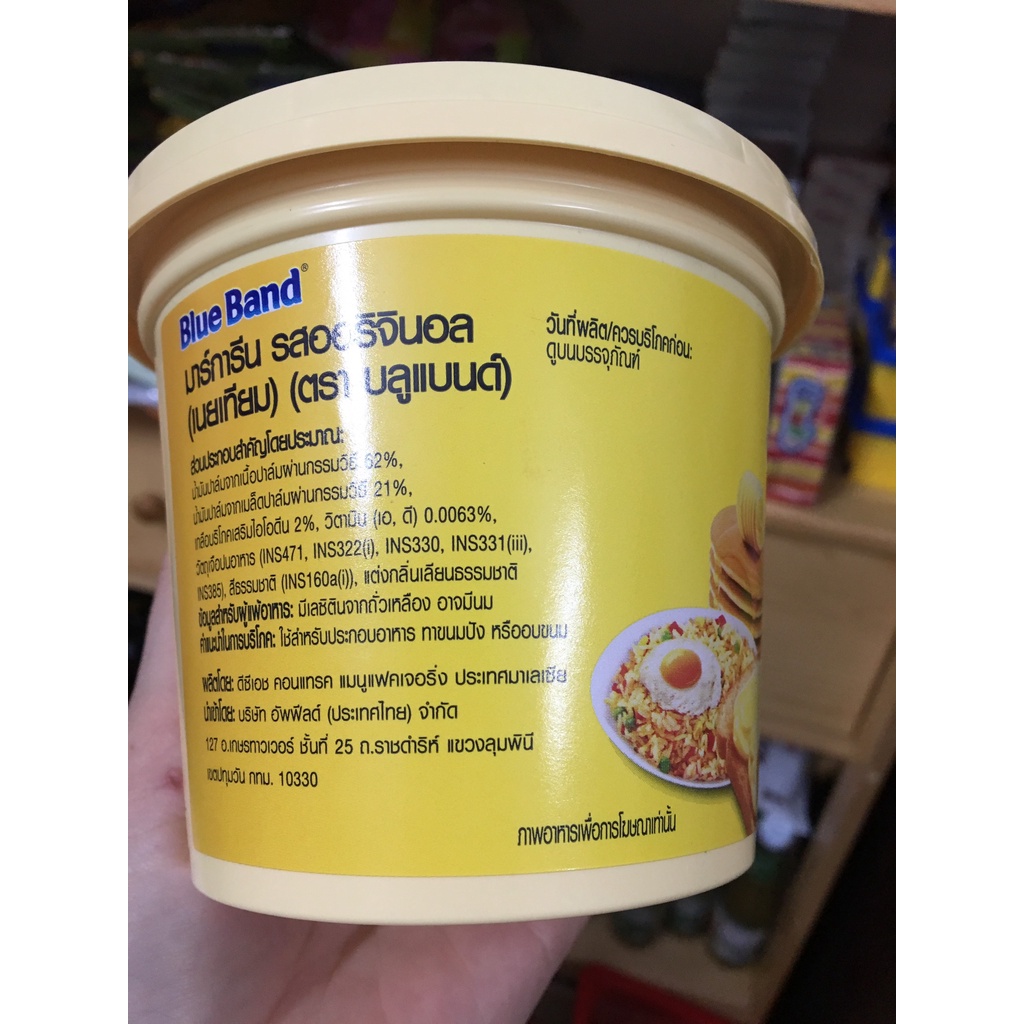 Blue Band®
มาร์การีน รสออริจินอล
(เนยเทียม) (ตรา บลูแบนด์)
ส่วนประกอบสำคัญโดยประมาณ:
น้ำมันปาล์มจากเนื้อปาล์มผ่านกรรมวิธี 62%,
น้ำมันปาล์มจากเมล็ดปาล์มผ่านกรรมวิธี 21%,
เกลือบริโภคเสริมไอโอดีน 2%, วิตามิน (เอ, ดี) 0.0063%,
วัตถุเจือปนอาหาร (INS471, INS322(i), INS330, INS331(iii),
INS385), สีธรรมชาติ (INS160a(i)), แต่งกลิ่นเลียนธรรมชาติ
ข้อมูลสำหรับผู้แพ้อาหาร: มีเลซิตินจากถั่วเหลือง อาจมีนม
คำแนะนำในการบริโภค: ใช้สำหรับประกอบอาหาร ทาขนมปัง หรืออบขนม
ผลิตโดย: ดีซีเอช คอนแทรค แมนูแฟคเจอริ่ง ประเทศมาเลเซีย
นำเข้าโดย: บริษัท อัพฟีลด์ (ประเทศไทย) จำกัด
127 อ.เกษรทาวเวอร์ ชั้นที่ 25 ถ.ราชดำริห์ แขวงลุมพินี
เขตปทุมวัน กทม. 10330
วันที่ผลิต/ควรบริโภคก่อน:
ดูบนบรรจุภัณฑ์
ภาพอาหารเพื่อการโฆษณาเท่านั้น